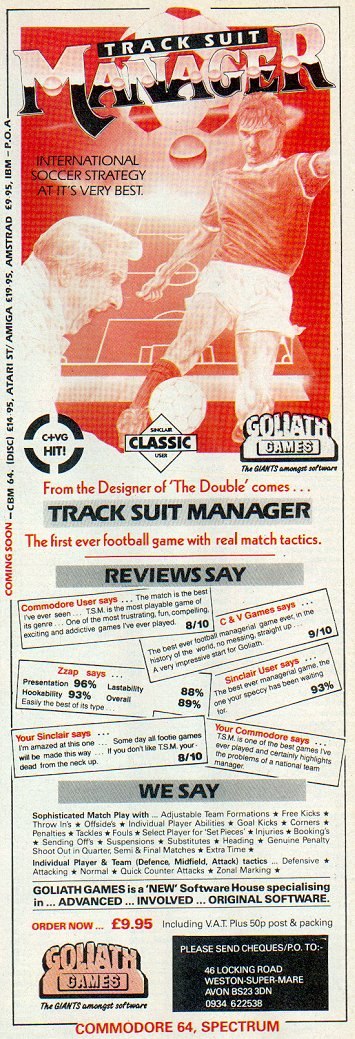 TRACK SUIT
MANAGER
INTERNATIONAL
SOCCER STRATEGY
AT IT'S VERY BEST.
COMING SOON – CBM 64, (DISC) £14·95, ATARI ST/AMIGA £19·95, AMSTRAD £9·95, IBM – P.O.A
C+VG
HIT!
SINCLAIR
CLASSIC
USER
GOLIATH
GAMES
The GIANTS amongst software
From the Designer of 'The Double' comes . . .
TRACK SUIT MANAGER
The first ever football game with real match tactics.
REVIEWS SAY
Commodore User says . . . The match is the best
I've ever seen . . . T.S.M. is the most playable game of
its genre . . . One of the most frustrating, fun, compelling,
exciting and addictive games I've ever played. 8/10
C & V Games says . . .
The best ever football managerial game ever, in the
history of the world, no messing, straight up . . .
A very impressive start for Goliath. 9/10
Zzap says . . .
Presentation 96% Lastability 88%
Hookability 93% Overall 89%
Easily the best of its type . . .
Sinclair User says . . .
The best ever managerial game, the
one your speccy has been waiting
for. 93%
Your Sinclair says . . .
I'm amazed at this one . . . Some day all footie games
will be made this way . . . If you don't like T.S.M. your-
dead from the neck up. 8/10
Your Commodore says . . .
T.S.M. is one of the best games I've
ever played and certainly highlights
the problems of a national team
manager.
WE SAY
Sophisticated Match Play with ... Adjustable Team Formations ★ Free Kicks ★
Throw In's ★ Offside's ★ Individual Player Abilities ★ Goal Kicks ★ Corners ★
Penalties ★ Tackles ★ Fouls ★ Select Player for 'Set Pieces' ★ Injuries ★ Booking's
★ Sending Off's ★ Suspensions ★ Substitutes ★ Heading ★ Genuine Penalty
Shoot Out in Quarter, Semi & Final Matches ★ Extra Time ★
Individual Player & Team (Defence, Midfield, Attack) tactics ... Defensive ★
Attacking ★ Normal ★ Quick Counter Attacks ★ Zonal Marking ★
GOLIATH GAMES is a 'NEW' Software House specialising
in ... ADVANCED ... INVOLVED ... ORIGINAL SOFTWARE.
ORDER NOW ... £9.95 Including V.A.T. Plus 50p post & packing
GOLIATH
GAMES
The GIANTS amongst software
PLEASE SEND CHEQUES/P.O. TO:-
46 LOCKING ROAD
WESTON-SUPER-MARE
AVON BS23 3DN
0934 622538
COMMODORE 64, SPECTRUM